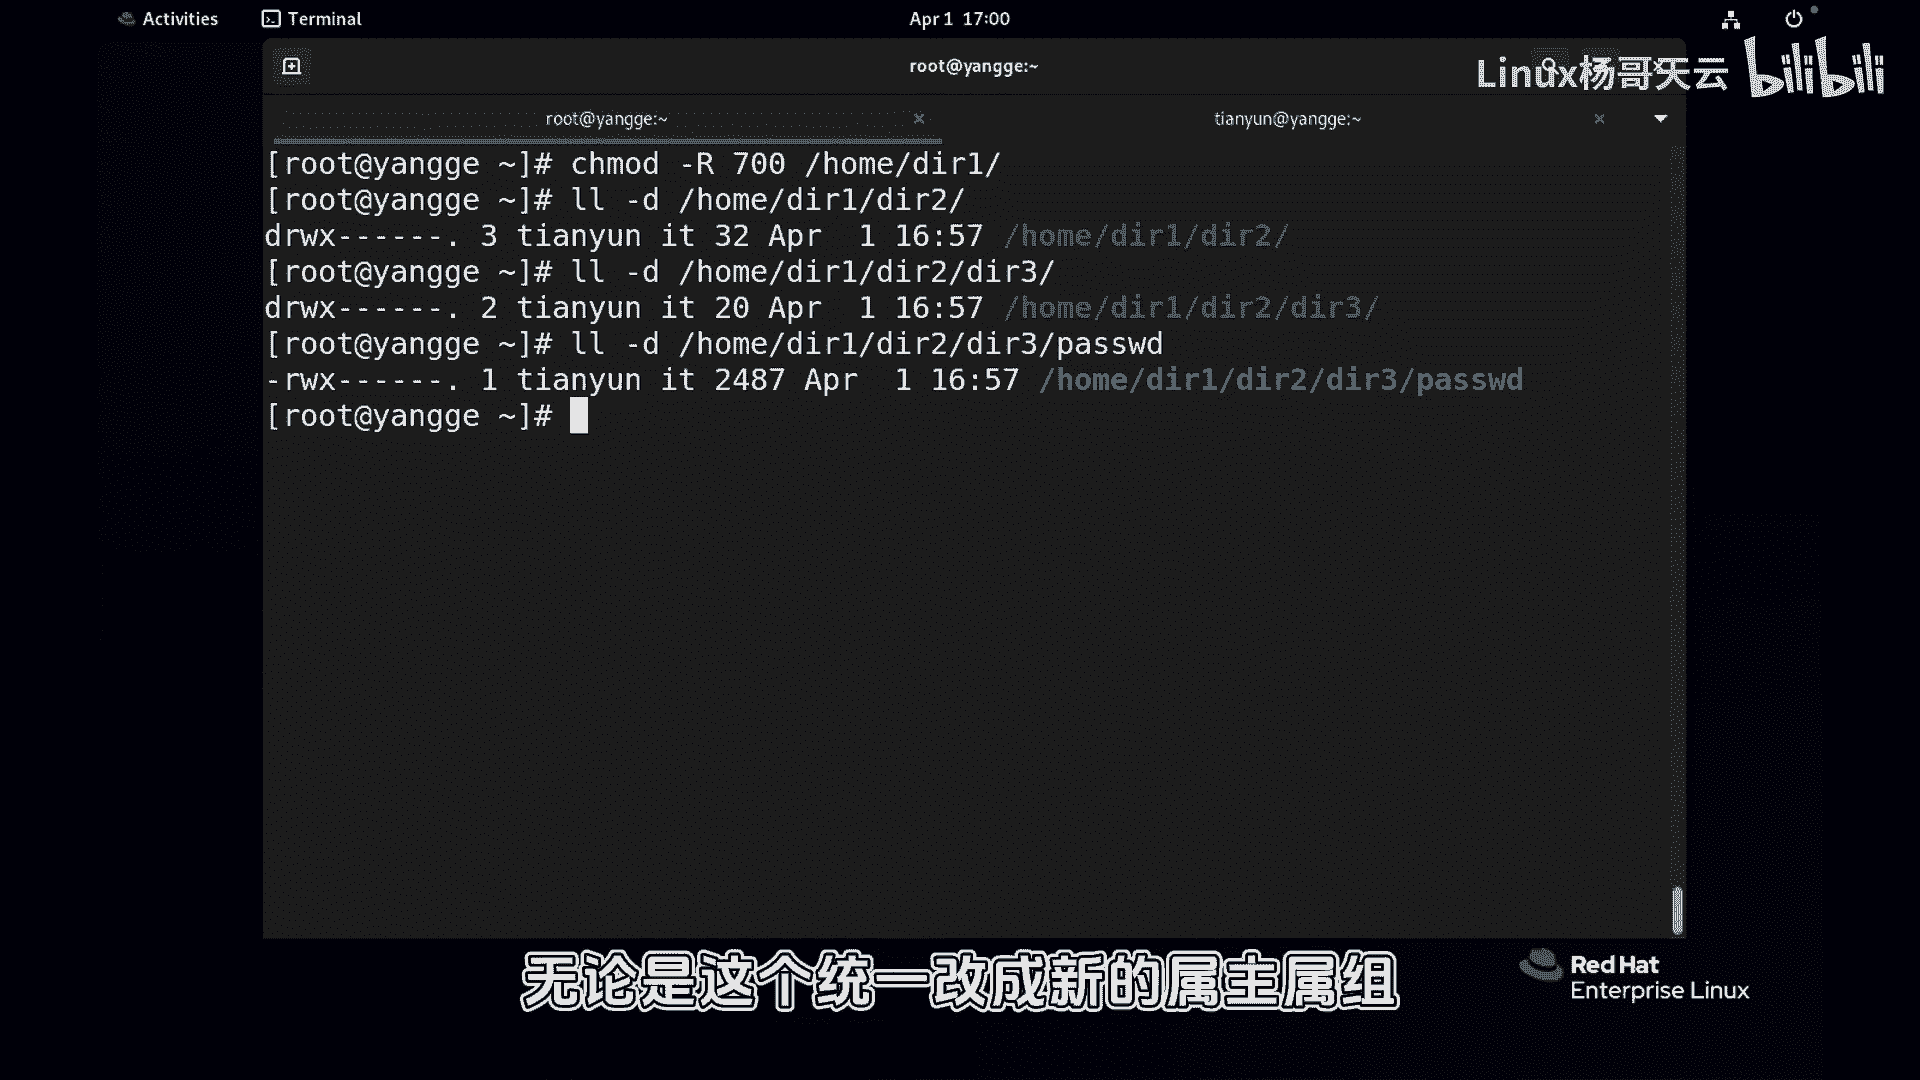 Activities Terminal Apr 1 17:00
root@yangge:~
Linux杨哥天云 bilibili
root@yangge:~ × tianyun@yangge:~ ×
[root@yangge ~]# chmod -R 700 /home/dir1/
[root@yangge ~]# ll -d /home/dir1/dir2/
drwx------. 3 tianyun it 32 Apr  1 16:57 /home/dir1/dir2/
[root@yangge ~]# ll -d /home/dir1/dir2/dir3/
drwx------. 2 tianyun it 20 Apr  1 16:57 /home/dir1/dir2/dir3/
[root@yangge ~]# ll -d /home/dir1/dir2/dir3/passwd
-rwx------. 1 tianyun it 2487 Apr  1 16:57 /home/dir1/dir2/dir3/passwd
[root@yangge ~]#
无论是这个统一改成新的属主属组
Red Hat
Enterprise Linux